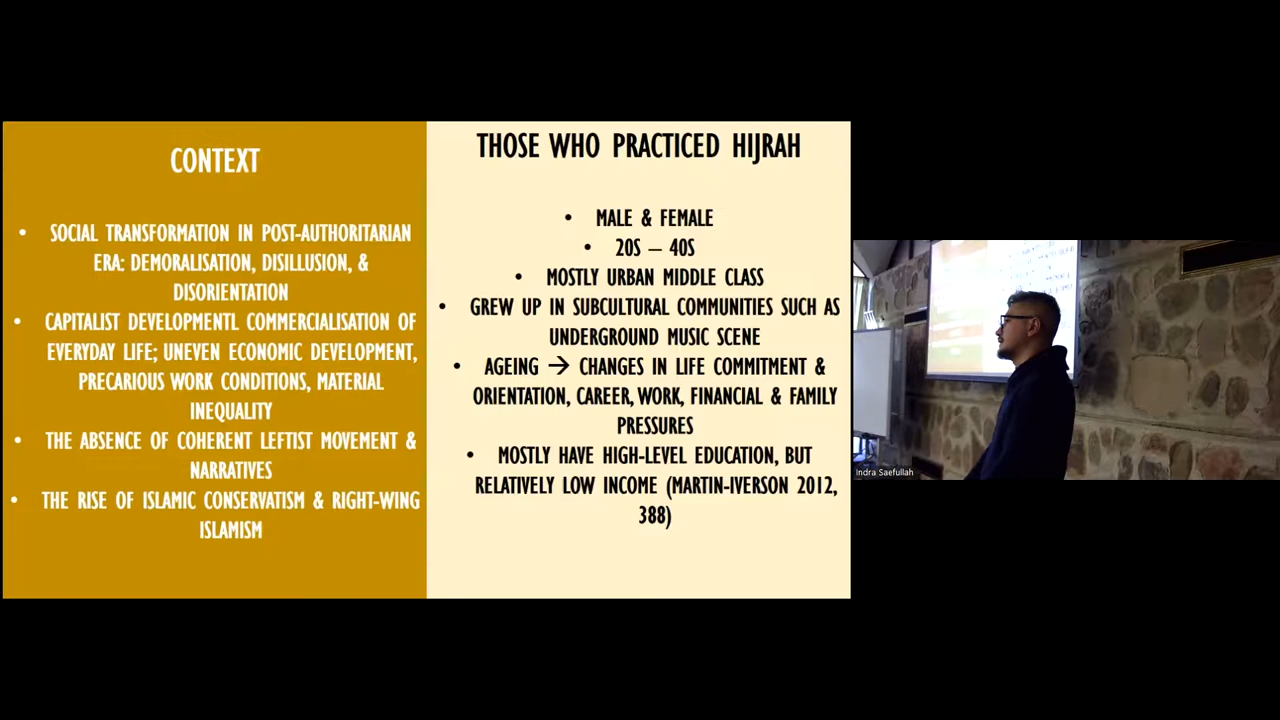 CONTEXT
• SOCIAL TRANSFORMATION IN POST-AUTHORITARIAN
ERA: DEMORALISATION, DISILLUSION, &
DISORIENTATION
• CAPITALIST DEVELOPMENTL COMMERCIALISATION OF
EVERYDAY LIFE; UNEVEN ECONOMIC DEVELOPMENT,
PRECARIOUS WORK CONDITIONS, MATERIAL
INEQUALITY
• THE ABSENCE OF COHERENT LEFTIST MOVEMENT &
NARRATIVES
• THE RISE OF ISLAMIC CONSERVATISM & RIGHT-WING
ISLAMISM
THOSE WHO PRACTICED HIJRAH
• MALE & FEMALE
• 20S – 40S
• MOSTLY URBAN MIDDLE CLASS
• GREW UP IN SUBCULTURAL COMMUNITIES SUCH AS
UNDERGROUND MUSIC SCENE
• AGEING → CHANGES IN LIFE COMMITMENT &
ORIENTATION, CAREER, WORK, FINANCIAL & FAMILY
PRESSURES
• MOSTLY HAVE HIGH-LEVEL EDUCATION, BUT
RELATIVELY LOW INCOME (MARTIN-IVERSON 2012,
388)
Indra Saefullah